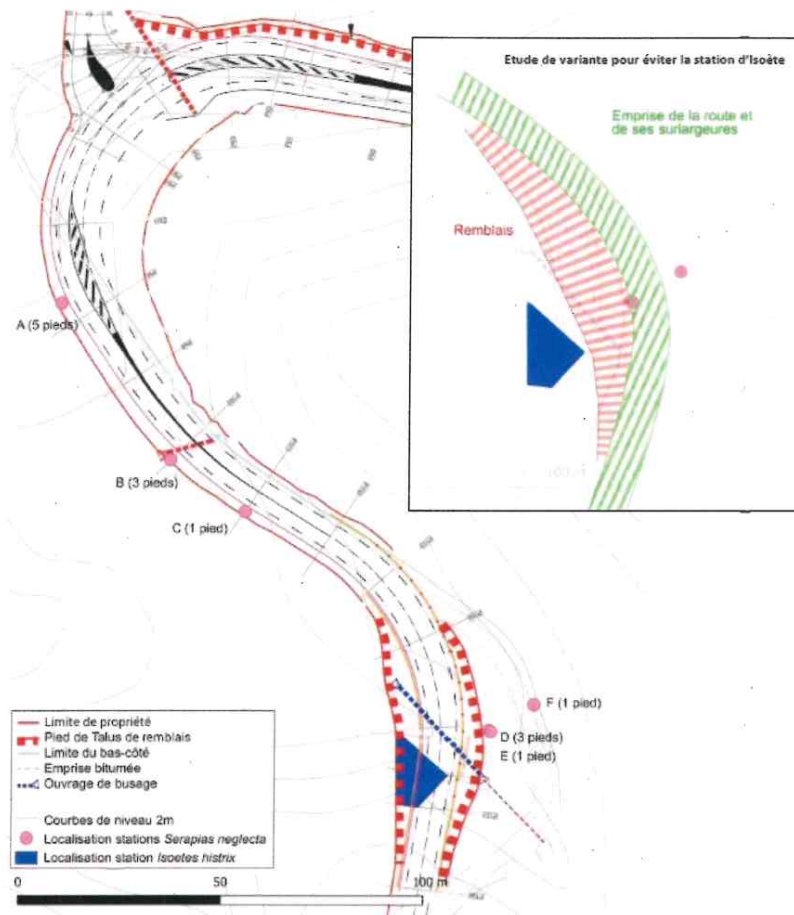 Etude de variante pour éviter la station d'Isoète
Emprise de la route et
de ses surlargeures
Remblais
A (5 pieds)
B (3 pieds)
C (1 pied)
F (1 pied)
D (3 pieds)
E (1 pied)
Limite de propriété
Pied de Talus de remblais
Limite du bas-côté
Emprise bitumée
Ouvrage de busage
Courbes de niveau 2m
Localisation stations Serapias neglecta
Localisation station Isoetes histrix
0 50 100 m